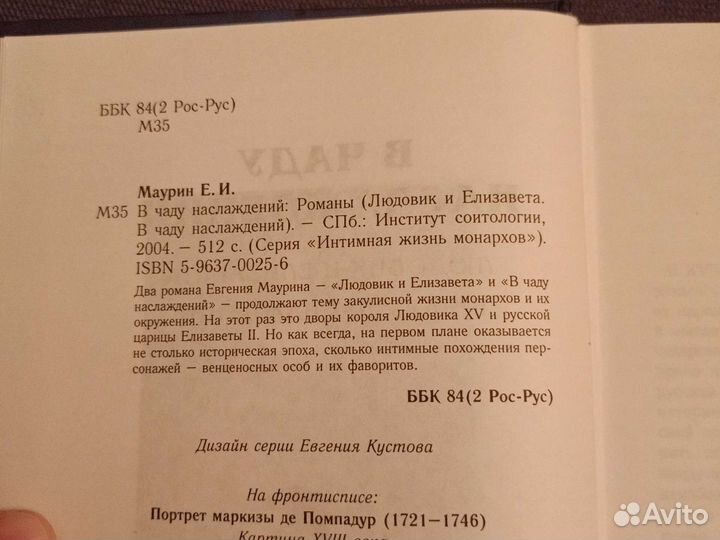 ББК 84(2 Рос-Рус)
М35
В ЧАДУ
Маурин Е. И.
М35 В чаду наслаждений: Романы (Людовик и Елизавета.
В чаду наслаждений). — СПб.: Институт соитологии,
2004. — 512 с. (Серия «Интимная жизнь монархов»).
ISBN 5-9637-0025-6
Два романа Евгения Маурина — «Людовик и Елизавета» и «В чаду
наслаждений» — продолжают тему закулисной жизни монархов и их
окружения. На этот раз это дворы короля Людовика XV и русской
царицы Елизаветы II. Но как всегда, на первом плане оказывается
не столько историческая эпоха, сколько интимные похождения пер-
сонажей — венценосных особ и их фаворитов.
ББК 84(2 Рос-Рус)
Дизайн серии Евгения Кустова
На фронтисписе:
Портрет маркизы де Помпадур (1721—1746)
Картина XVIII века
Avito